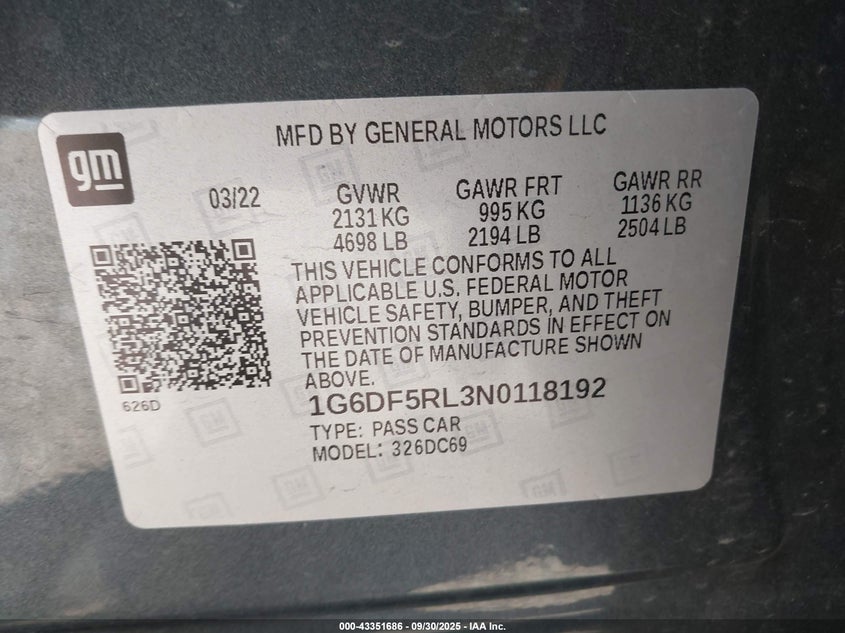 gm
MFD BY GENERAL MOTORS LLC
03/22
GVWR
2131 KG
4698 LB
GAWR FRT
995 KG
2194 LB
GAWR RR
1136 KG
2504 LB
THIS VEHICLE CONFORMS TO ALL
APPLICABLE U.S. FEDERAL MOTOR
VEHICLE SAFETY, BUMPER, AND THEFT
PREVENTION STANDARDS IN EFFECT ON
THE DATE OF MANUFACTURE SHOWN
ABOVE.
626D
1G6DF5RL3N0118192
TYPE: PASS CAR
MODEL: 326DC69
000-43351686 - 09/30/2025 - IAA Inc.